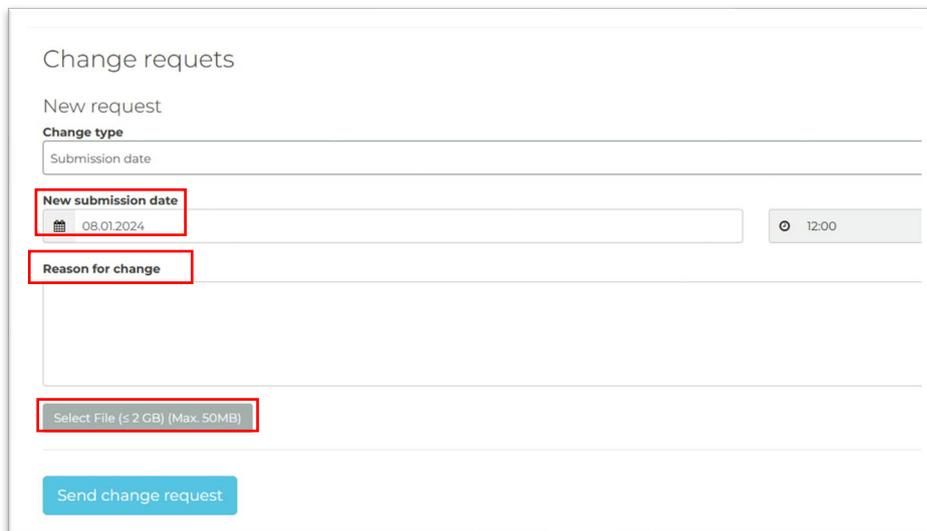 Change requets
New request
Change type
Submission date
New submission date
08.01.2024 12:00
Reason for change
Select File (≤ 2 GB) (Max. 50MB)
Send change request